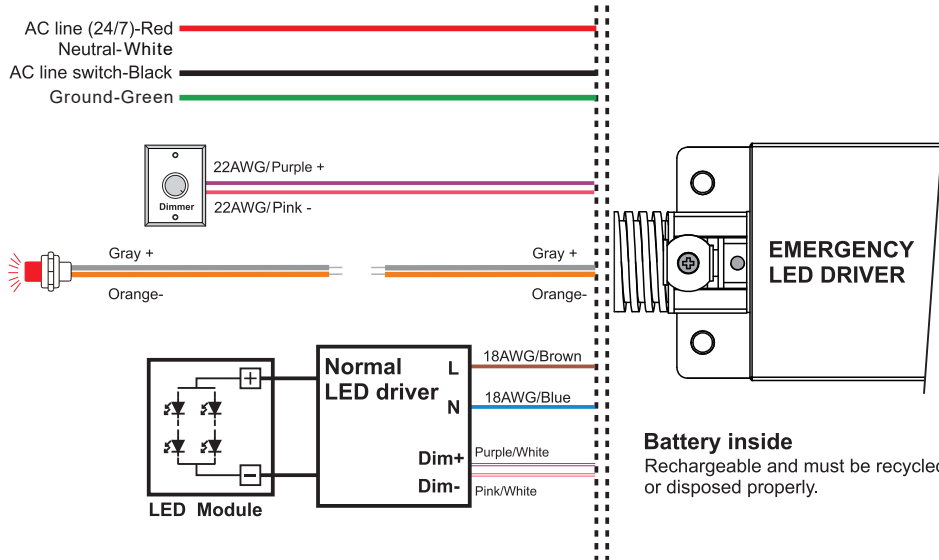 AC line (24/7)-Red
Neutral-White
AC line switch-Black
Ground-Green
22AWG/Purple +
Dimmer
22AWG/Pink -
Gray +
Gray +
Orange-
Orange-
EMERGENCY
LED DRIVER
Normal
LED driver
L
18AWG/Brown
N
18AWG/Blue
Dim+
Purple/White
Dim-
Pink/White
+
−
LED Module
Battery inside
Rechargeable and must be recycled
or disposed properly.